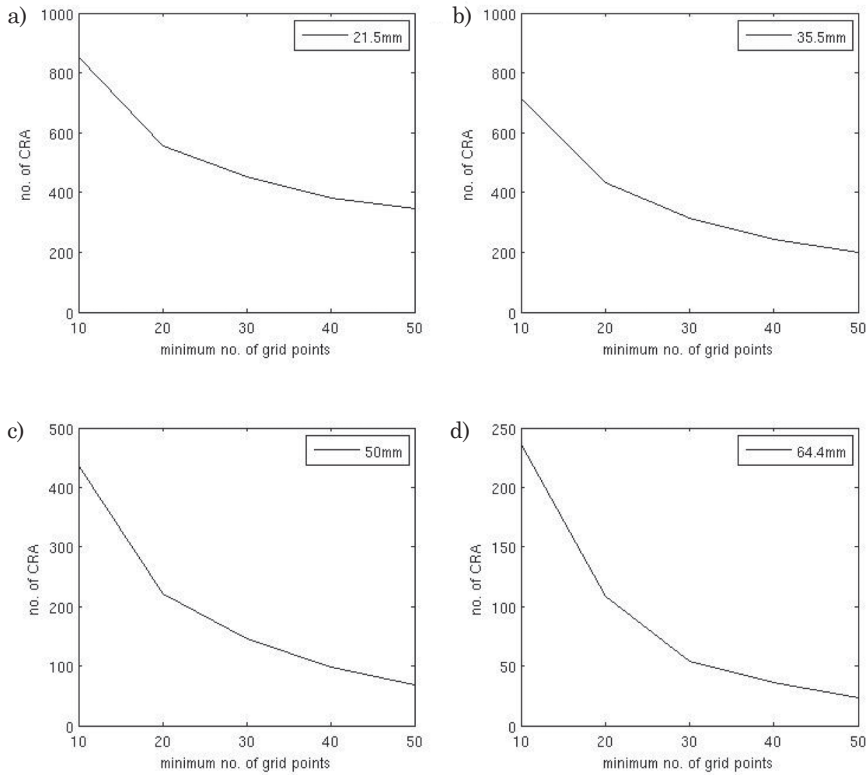 a)
1000
800
600
400
200
0
no. of CRA
21.5mm
10 20 30 40 50
minimum no. of grid points
b)
1000
800
600
400
200
0
no. of CRA
35.5mm
10 20 30 40 50
minimum no. of grid points
c)
500
400
300
200
100
0
no. of CRA
50mm
10 20 30 40 50
minimum no. of grid points
d)
250
200
150
100
50
0
no. of CRA
64.4mm
10 20 30 40 50
minimum no. of grid points